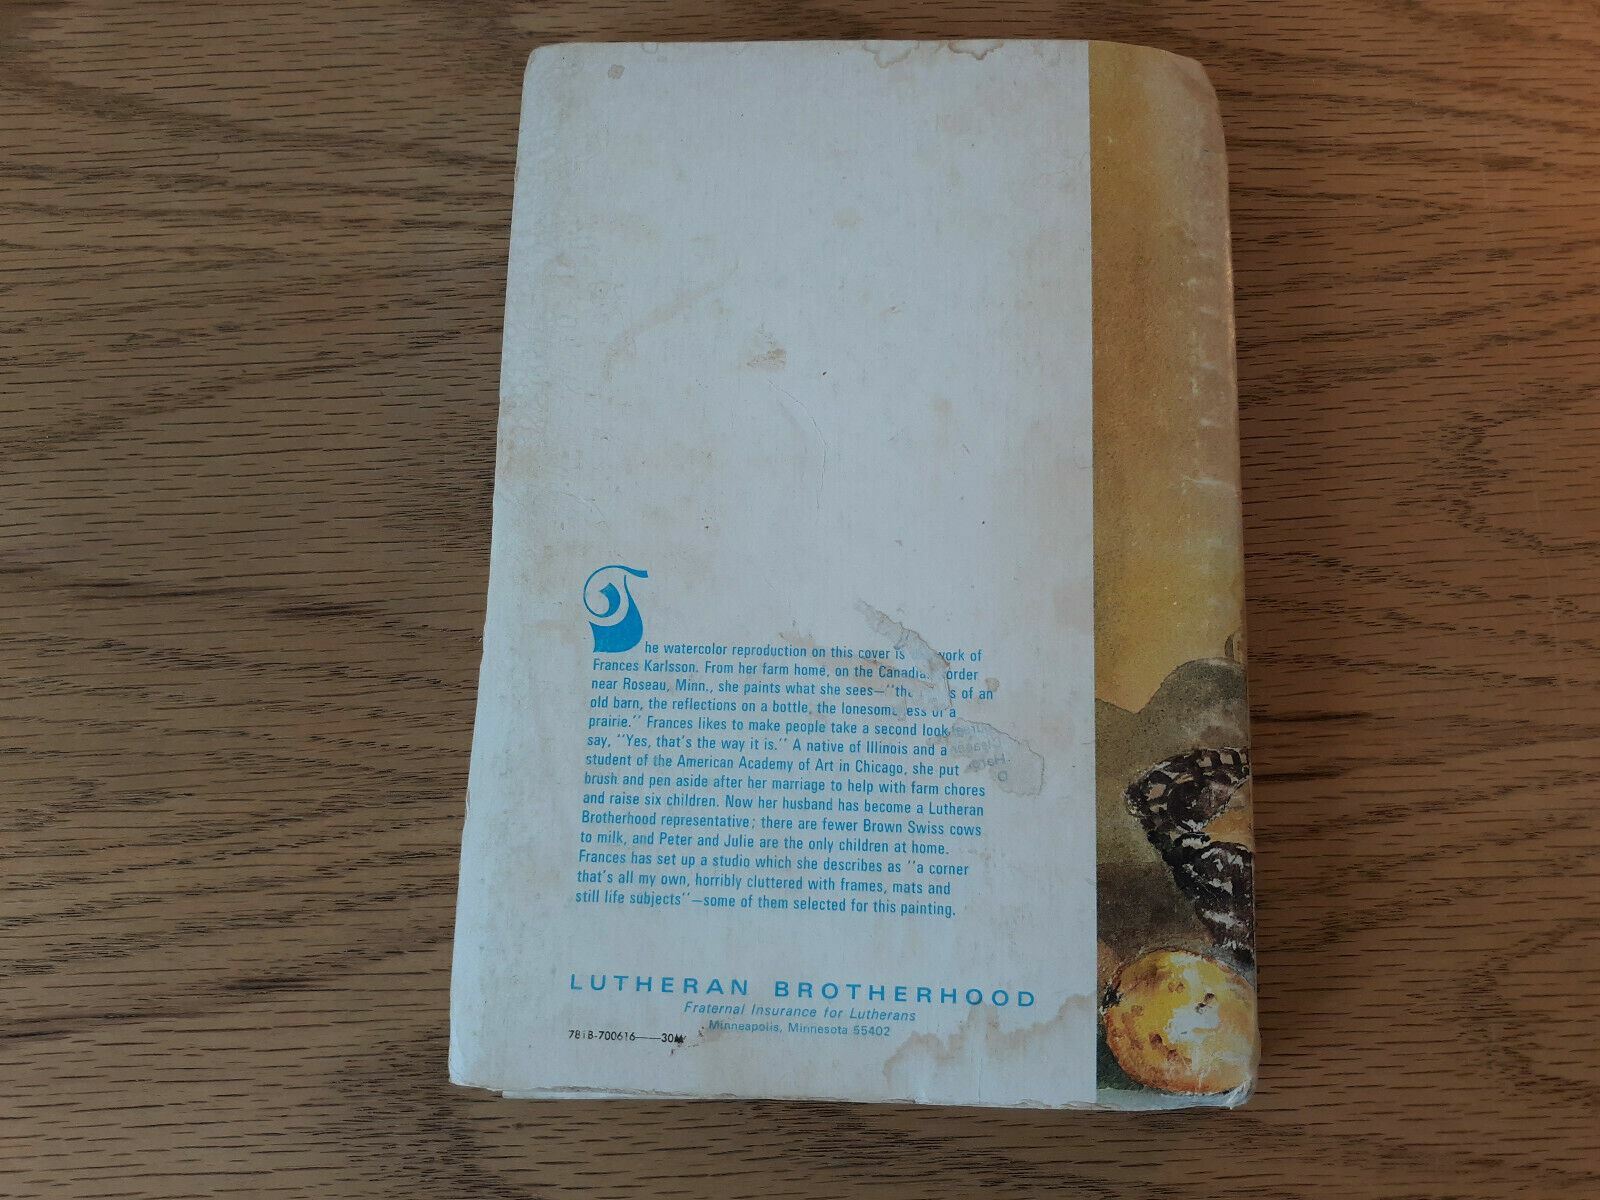 The watercolor reproduction on this cover is work of
Frances Karlsson. From her farm home, on the Canadia order
near Roseau, Minn., she paints what she sees—"the s of an
old barn, the reflections on a bottle, the lonesom ess of a
prairie." Frances likes to make people take a second look
say, "Yes, that's the way it is." A native of Illinois and a
student of the American Academy of Art in Chicago, she put
brush and pen aside after her marriage to help with farm chores
and raise six children. Now her husband has become a Lutheran
Brotherhood representative; there are fewer Brown Swiss cows
to milk, and Peter and Julie are the only children at home.
Frances has set up a studio which she describes as "a corner
that's all my own, horribly cluttered with frames, mats and
still life subjects"—some of them selected for this painting.
LUTHERAN BROTHERHOOD
Fraternal Insurance for Lutherans
Minneapolis, Minnesota 55402
781B-700616——30M